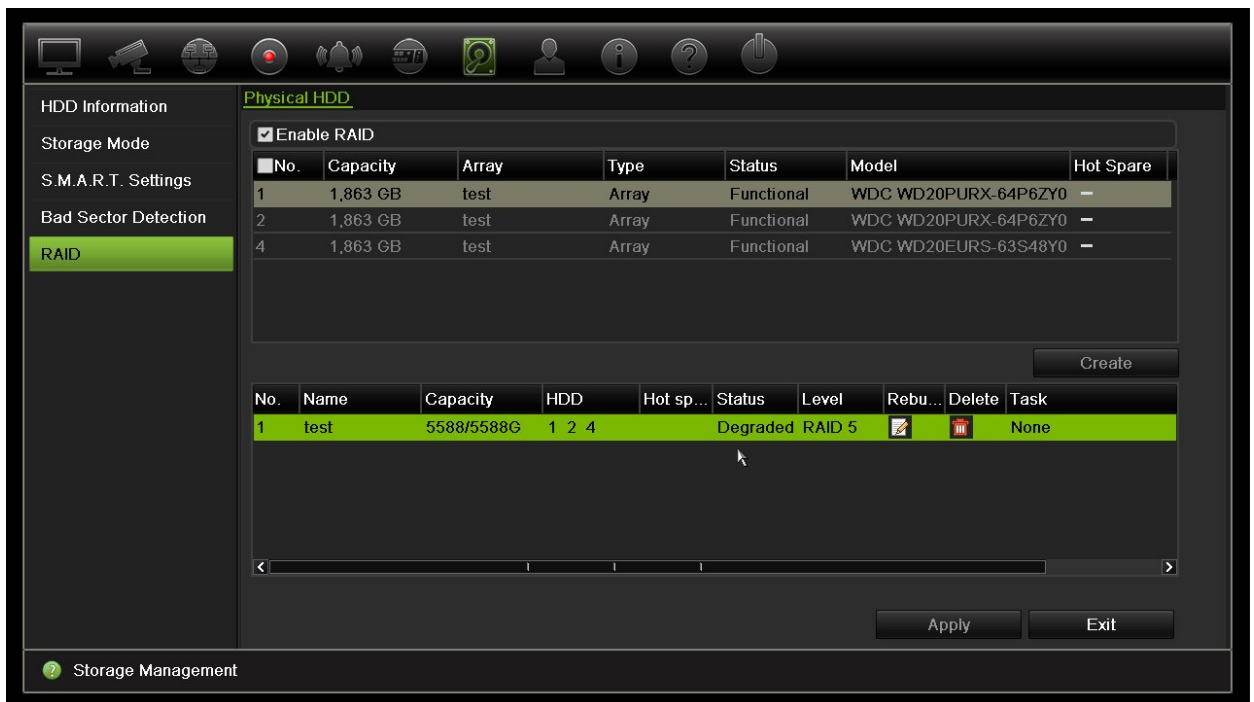 HDD Information
Storage Mode
S.M.A.R.T. Settings
Bad Sector Detection
RAID
Physical HDD
Enable RAID
No. Capacity Array Type Status Model Hot Spare
1 1,863 GB test Array Functional WDC WD20PURX-64P6ZY0 –
2 1,863 GB test Array Functional WDC WD20PURX-64P6ZY0 –
4 1,863 GB test Array Functional WDC WD20EURS-63S48Y0 –
Create
No. Name Capacity HDD Hot sp... Status Level Rebu... Delete Task
1 test 5588/5588G 1 2 4 Degraded RAID 5 None
Apply Exit
? Storage Management